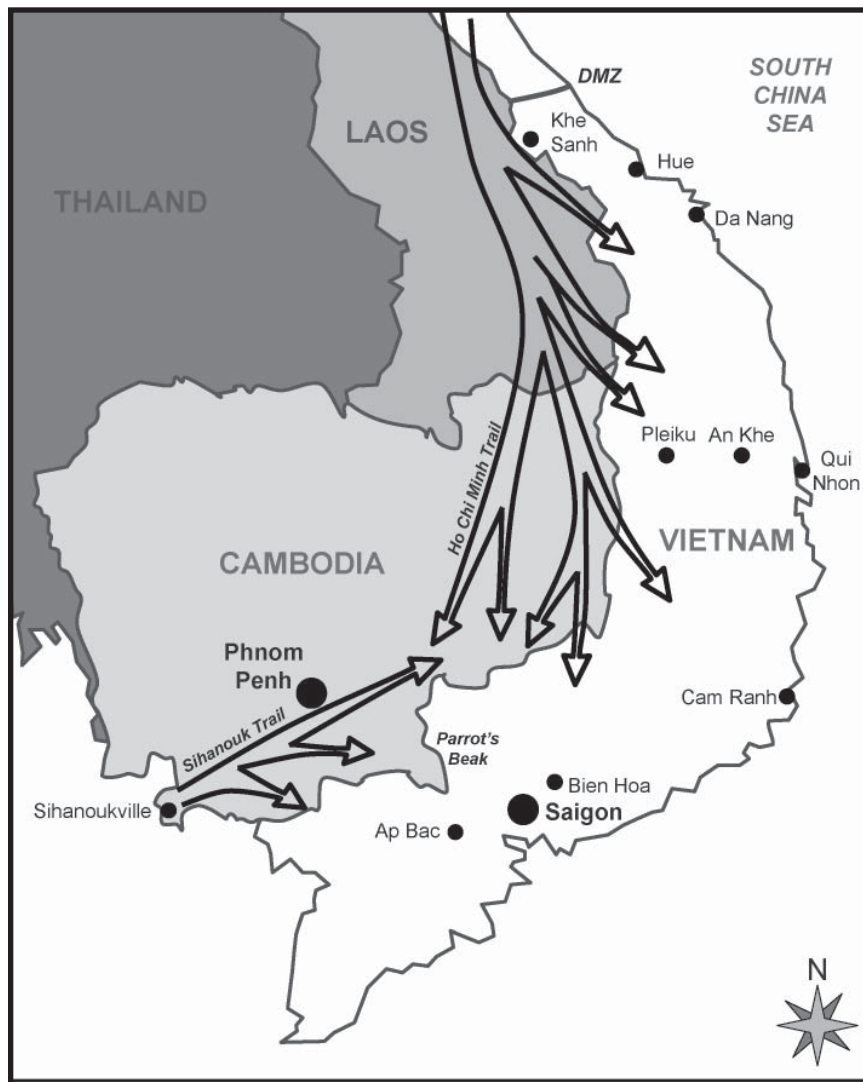 DMZ
SOUTH
CHINA
SEA
LAOS
Khe
Sanh
Hue
THAILAND
Da Nang
Pleiku
An Khe
Qui
Nhon
Ho Chi Minh Trail
VIETNAM
CAMBODIA
Phnom
Penh
Cam Ranh
Sihanouk Trail
Parrot's
Beak
Bien Hoa
Sihanoukville
Saigon
Ap Bac
N